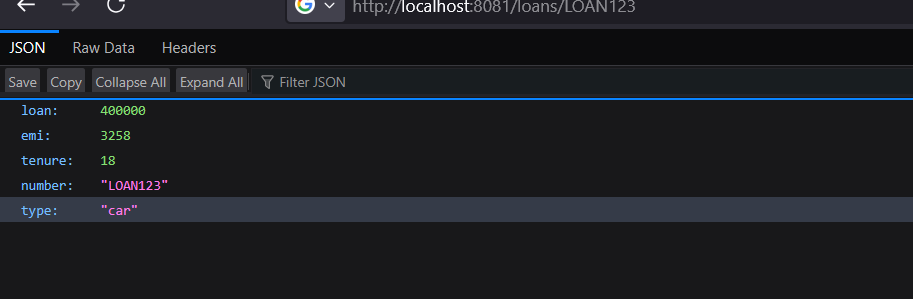 http://localhost:8081/loans/LOAN123
JSON Raw Data Headers
Save Copy Collapse All Expand All Filter JSON
loan: 400000
emi: 3258
tenure: 18
number: "LOAN123"
type: "car"